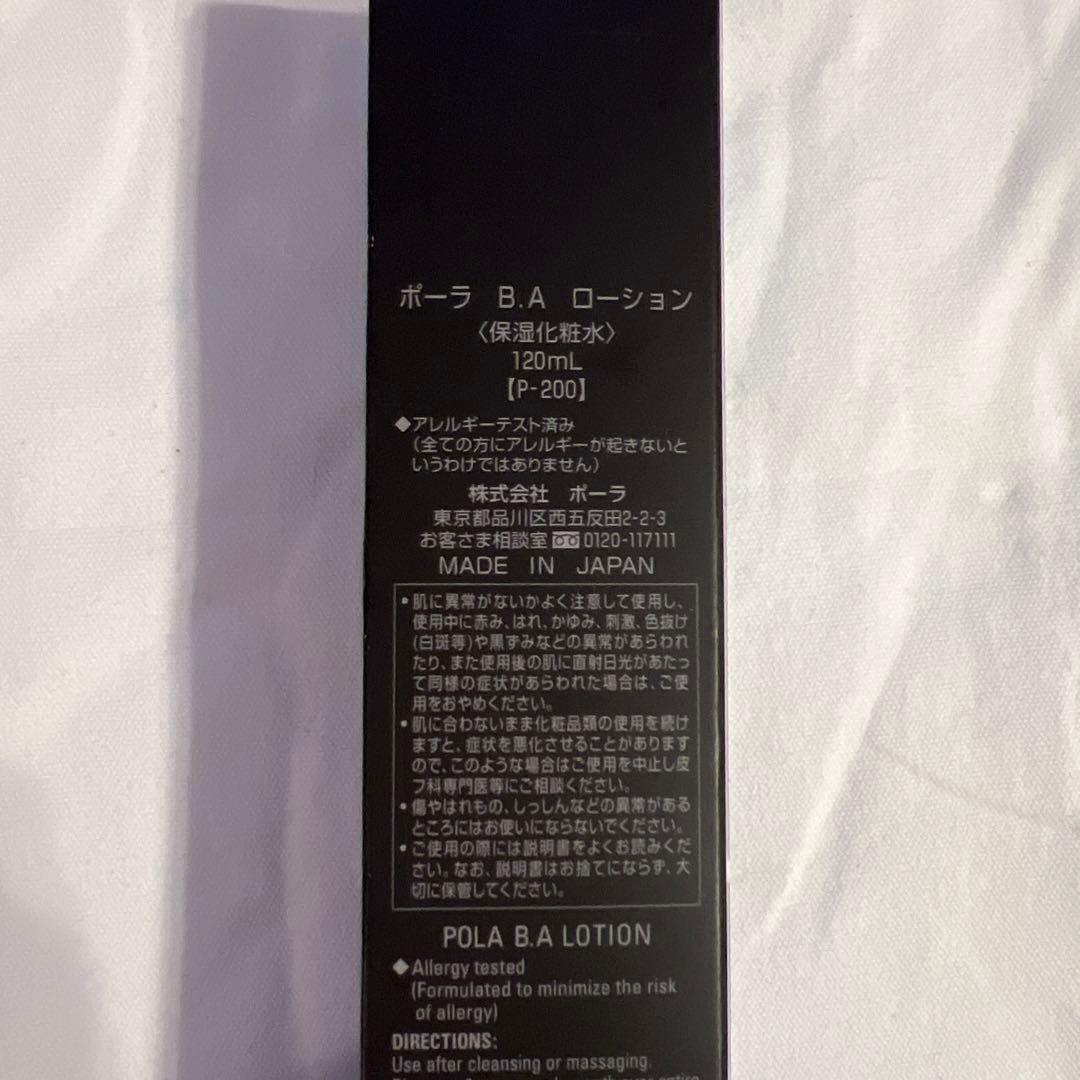 ポーラ B.A ローション
〈保湿化粧水〉
120mL
【P-200】
◆アレルギーテスト済み
(全ての方にアレルギーが起きないと
いうわけではありません)
株式会社 ポーラ
東京都品川区西五反田2-2-3
お客さま相談室 0120-117111
MADE IN JAPAN
•肌に異常がないかよく注意して使用し、
使用中に赤み、はれ、かゆみ、刺激、色抜け
(白斑等)や黒ずみなどの異常があらわれ
たり、また使用後の肌に直射日光があたっ
て同様の症状があらわれた場合は、ご使
用をおやめください。
•肌に合わないまま化粧品類の使用を続け
ますと、症状を悪化させることがあります
ので、このような場合はご使用を中止し皮
フ科専門医等にご相談ください。
•傷やはれもの、しっしんなどの異常がある
ところにはお使いにならないでください。
•ご使用の際には説明書をよくお読みくだ
さい。なお、説明書はお捨てにならず、大
切に保管してください。
POLA B.A LOTION
◆Allergy tested
(Formulated to minimize the risk
of allergy)
DIRECTIONS:
Use after cleansing or massaging.